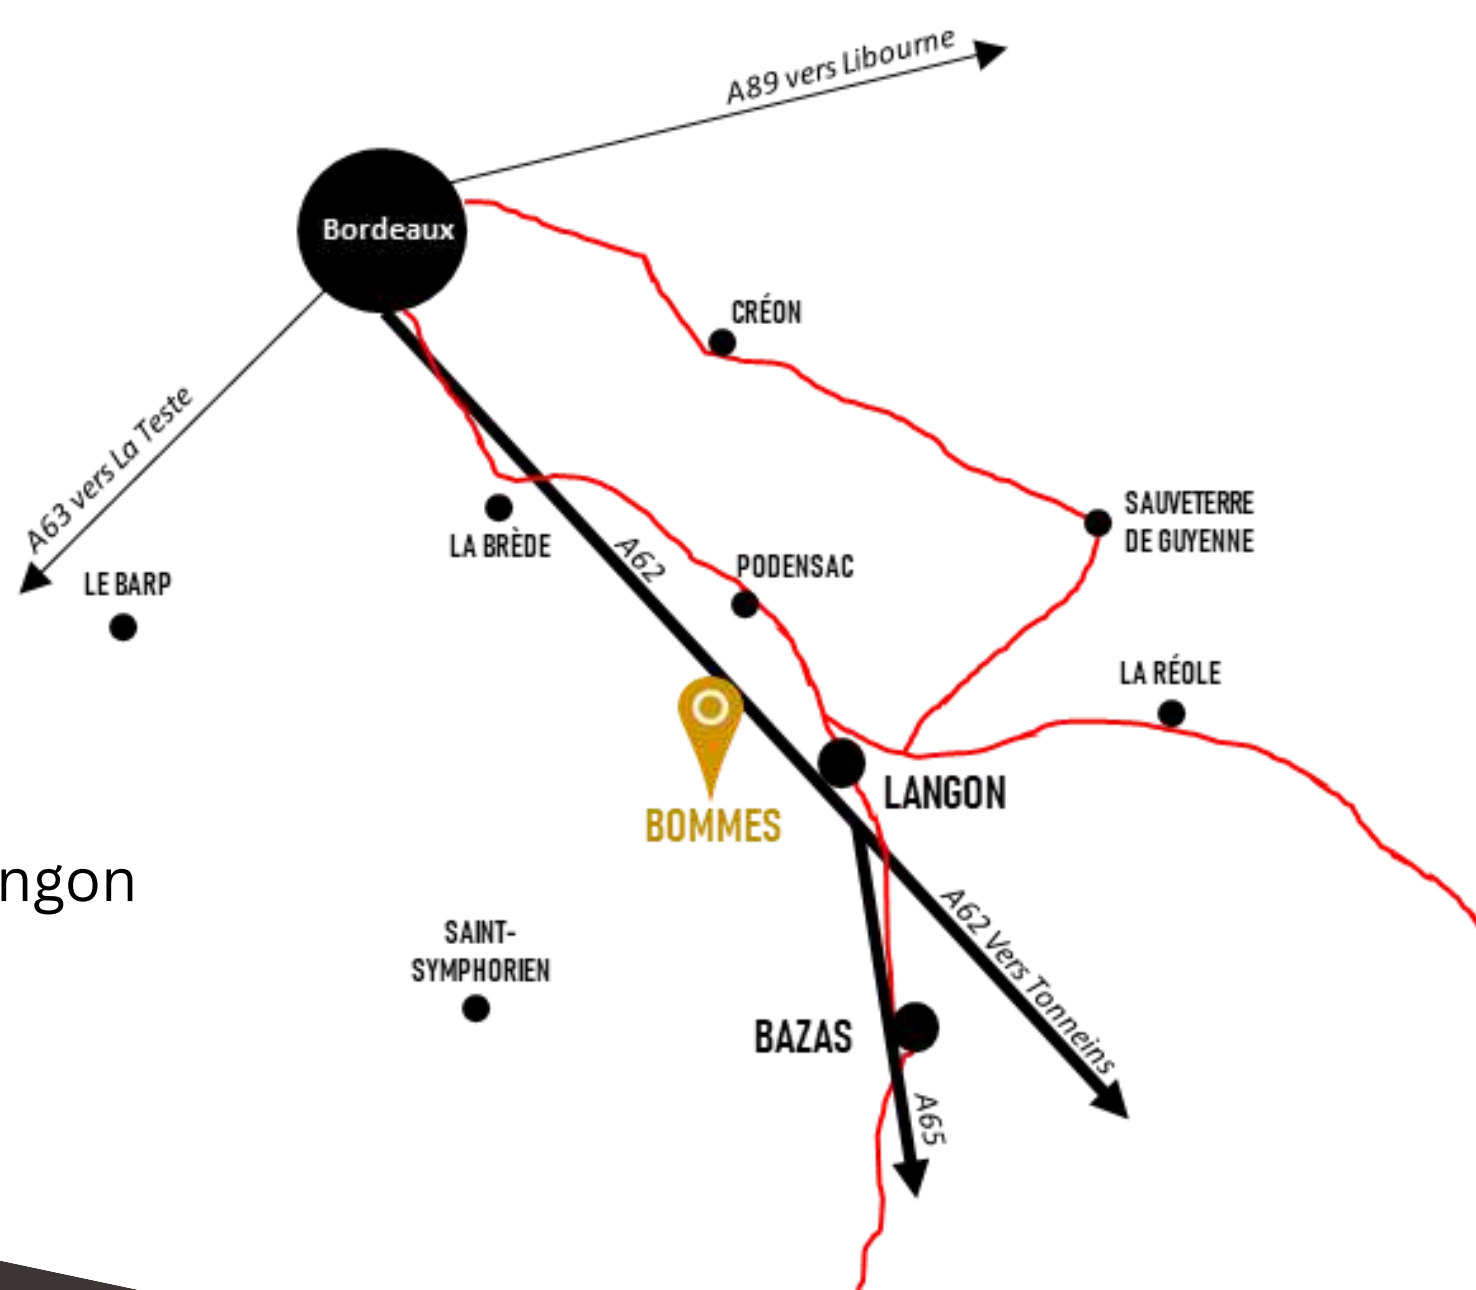 A89 vers Libourne
Bordeaux
CRÉON
A63 vers La Teste
SAUVETERRE
DE GUYENNE
LA BRÈDE
A62
PODENSAC
LE BARP
LA RÉOLE
LANGON
BOMMES
ngon
A62 Vers Tonneins
SAINT-
SYMPHORIEN
BAZAS
A65